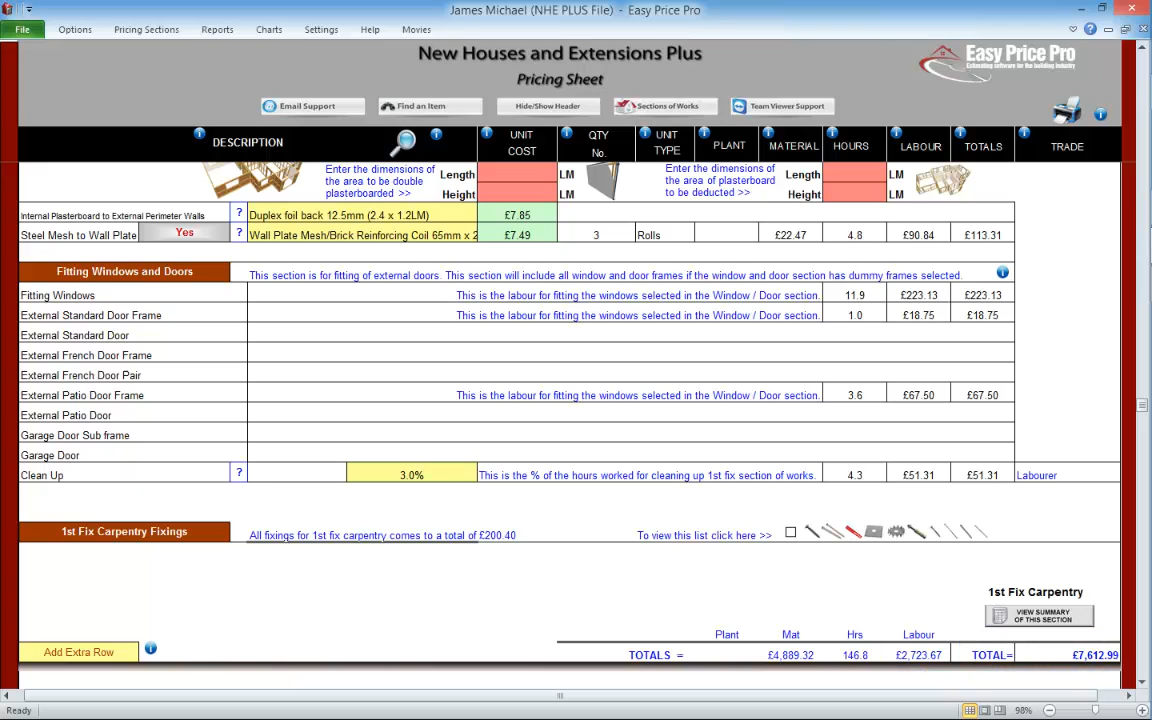 James Michael (NHE PLUS File) - Easy Price Pro
File Options Pricing Sections Reports Charts Settings Help Movies
New Houses and Extensions Plus
Pricing Sheet
Easy Price Pro
Estimating software for the building industry
Email Support Find an Item Hide/Show Header Sections of Works Team Viewer Support
DESCRIPTION UNIT COST QTY No. UNIT TYPE PLANT MATERIAL HOURS LABOUR TOTALS TRADE
Enter the dimensions of the area to be double plasterboarded >> Length LM Height LM
Enter the dimensions of the area of plasterboard to be deducted >> Length LM Height LM
Internal Plasterboard to External Perimeter Walls ? Duplex foil back 12.5mm (2.4 x 1.2LM) £7.85
Steel Mesh to Wall Plate Yes ? Wall Plate Mesh/Brick Reinforcing Coil 65mm x 2 £7.49 3 Rolls £22.47 4.8 £90.84 £113.31
Fitting Windows and Doors This section is for fitting of external doors. This section will include all window and door frames if the window and door section has dummy frames selected.
Fitting Windows This is the labour for fitting the windows selected in the Window / Door section. 11.9 £223.13 £223.13
External Standard Door Frame This is the labour for fitting the windows selected in the Window / Door section. 1.0 £18.75 £18.75
External Standard Door
External French Door Frame
External French Door Pair
External Patio Door Frame This is the labour for fitting the windows selected in the Window / Door section. 3.6 £67.50 £67.50
External Patio Door
Garage Door Sub frame
Garage Door
Clean Up ? 3.0% This is the % of the hours worked for cleaning up 1st fix section of works. 4.3 £51.31 £51.31 Labourer
1st Fix Carpentry Fixings All fixings for 1st fix carpentry comes to a total of £200.40 To view this list click here >>
1st Fix Carpentry
VIEW SUMMARY OF THIS SECTION
Plant Mat Hrs Labour
Add Extra Row TOTALS = £4,889.32 146.8 £2,723.67 TOTAL= £7,612.99
Ready 98%